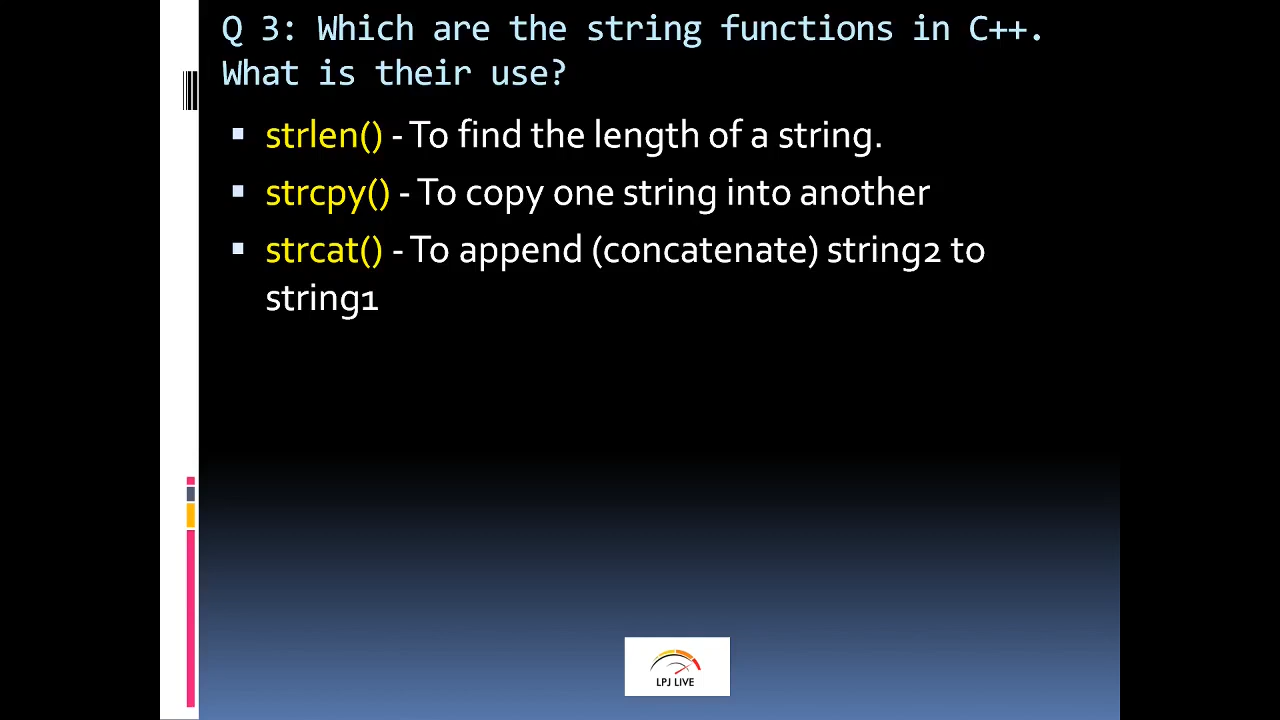 Q 3: Which are the string functions in C++.
What is their use?
▪ strlen() - To find the length of a string.
▪ strcpy() - To copy one string into another
▪ strcat() - To append (concatenate) string2 to
string1
LPJ LIVE